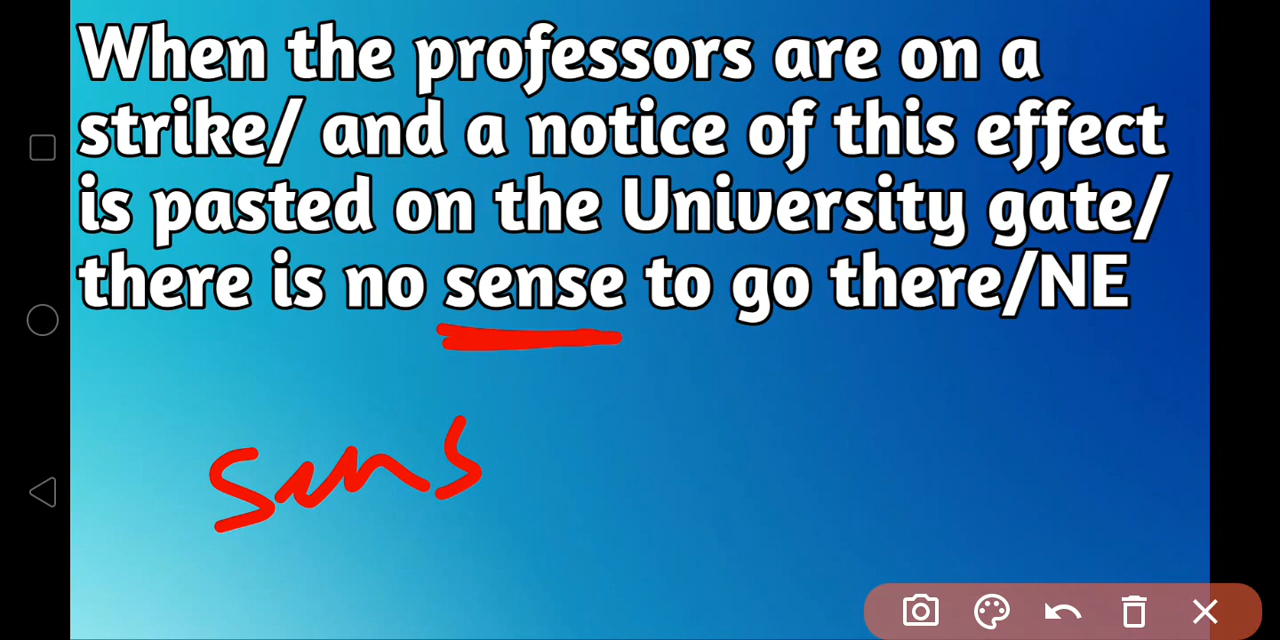 When the professors are on a
strike/ and a notice of this effect
is pasted on the University gate/
there is no sense to go there/NE
sens